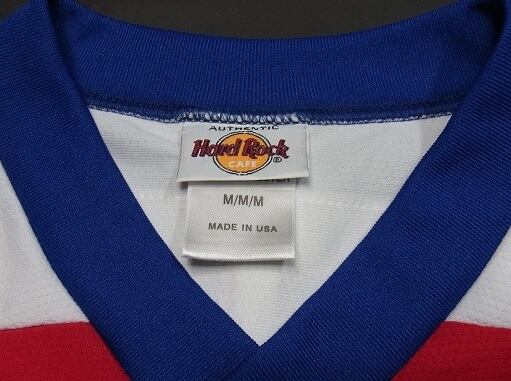 AUTHENTIC
Hard Rock
CAFE
®
M/M/M
MADE IN USA